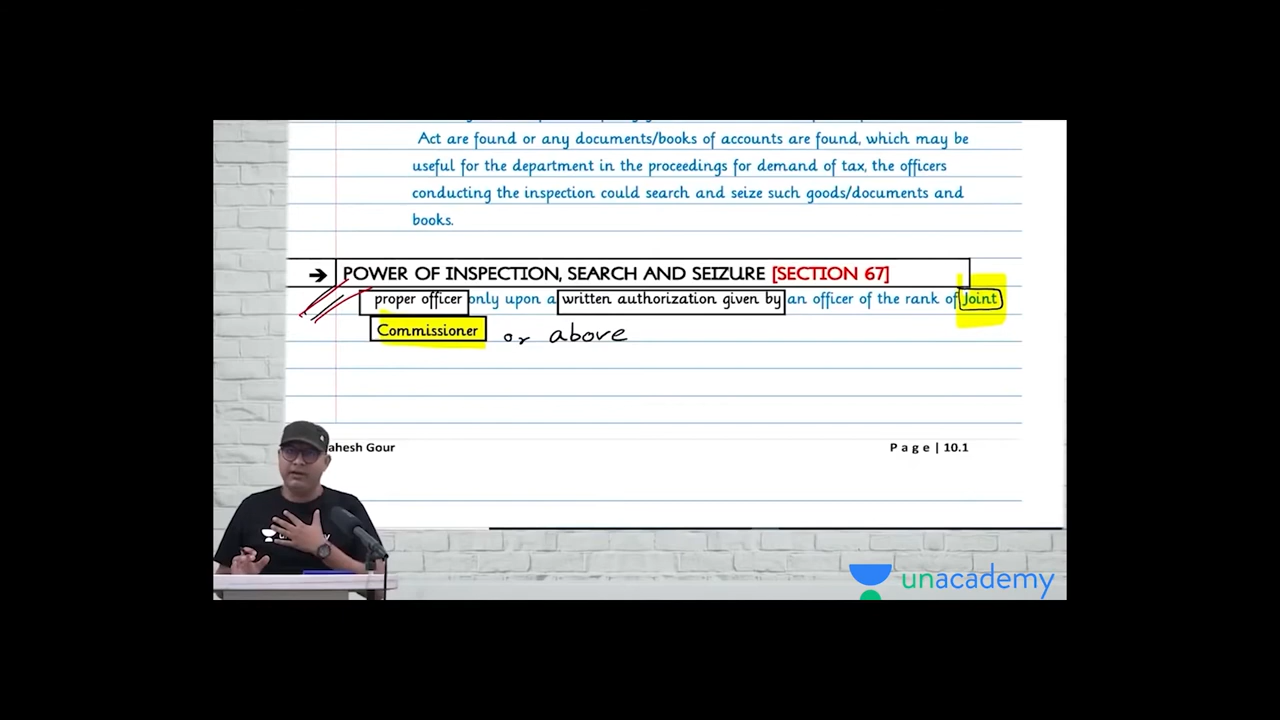 Act are found or any documents/books of accounts are found, which may be
useful for the department in the proceedings for demand of tax, the officers
conducting the inspection could search and seize such goods/documents and
books.
→ POWER OF INSPECTION, SEARCH AND SEIZURE [SECTION 67]
proper officer only upon a written authorization given by an officer of the rank of Joint
Commissioner or above
ahesh Gour
Page | 10.1
unacademy